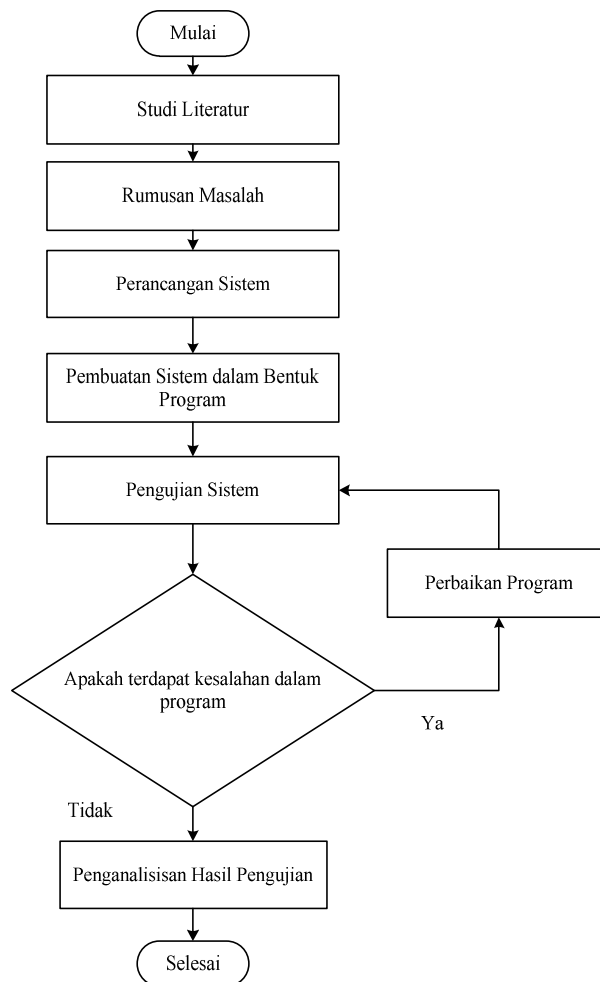 Mulai
Studi Literatur
Rumusan Masalah
Perancangan Sistem
Pembuatan Sistem dalam Bentuk
Program
Pengujian Sistem
Perbaikan Program
Apakah terdapat kesalahan dalam
program
Ya
Tidak
Penganalisisan Hasil Pengujian
Selesai